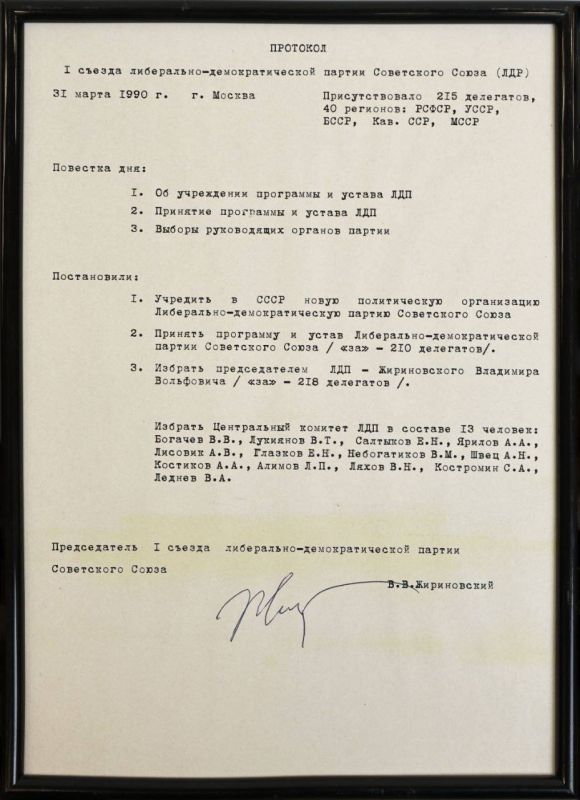 ПРОТОКОЛ
I съезда либерально-демократической партии Советского Союза (ЛДР)
31 марта 1990 г. г. Москва
Присутствовало 215 делегатов,
40 регионов: РСФСР, УССР,
БССР, Кав. ССР, МССР
Повестка дня:
1. Об учреждении программы и устава ЛДП
2. Принятие программы и устава ЛДП
3. Выборы руководящих органов партии
Постановили:
1. Учредить в СССР новую политическую организацию
Либерально-демократическую партию Советского Союза
2. Принять программу и устав Либерально-демократической
партии Советского Союза / «за» - 210 делегатов/.
3. Избрать председателем ЛДП - Жириновского Владимира
Вольфовича / «за» - 218 делегатов /.
Избрать Центральный комитет ЛДП в составе 13 человек:
Богачев В.В., Лукиянов В.Т., Салтыков Е.Н., Ярилов А.А.,
Лисовик А.В., Глазков Е.Н., Небогатиков В.М., Швец А.Н.,
Костиков А.А., Алимов Л.П., Ляхов В.Н., Костромин С.А.,
Леднев В.А.
Председатель I съезда либерально-демократической партии
Советского Союза
В.В.Жириновский